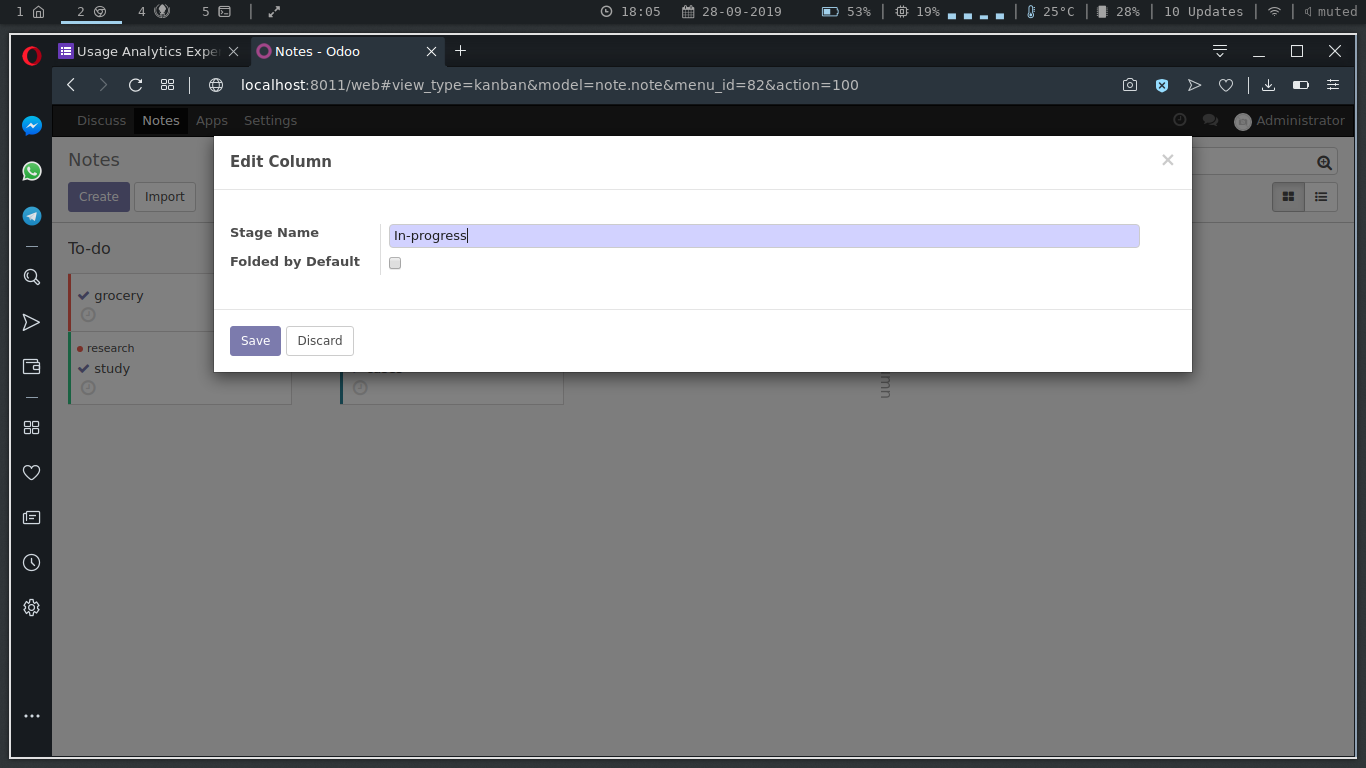 1 2 4 5 18:05 28-09-2019 53% 19% 25°C 28% 10 Updates muted
Usage Analytics Expe Notes - Odoo
localhost:8011/web#view_type=kanban&model=note.note&menu_id=82&action=100
Discuss Notes Apps Settings Administrator
Edit Column
Notes
Create Import
Stage Name In-progress
To-do
Folded by Default
grocery
Save Discard
research
study
mn